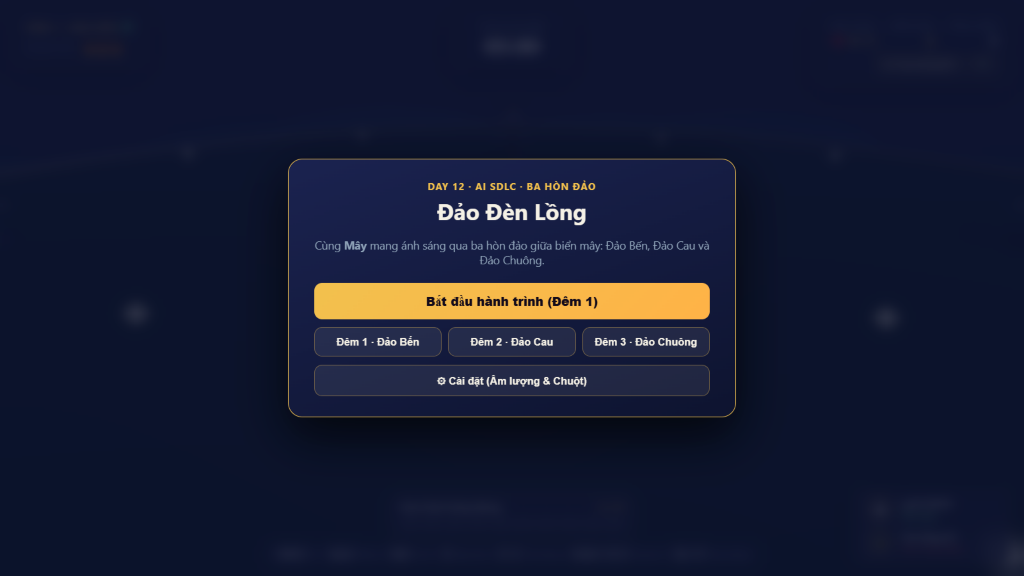 DAY 12 · AI SDLC · BA HÒN ĐẢO
Đảo Đèn Lồng
Cùng Mây mang ánh sáng qua ba hòn đảo giữa biển mây: Đảo Bến, Đảo Cau và
Đảo Chuông.
Bắt đầu hành trình (Đêm 1)
Đêm 1 · Đảo Bến
Đêm 2 · Đảo Cau
Đêm 3 · Đảo Chuông
⚙ Cài đặt (Âm lượng & Chuột)